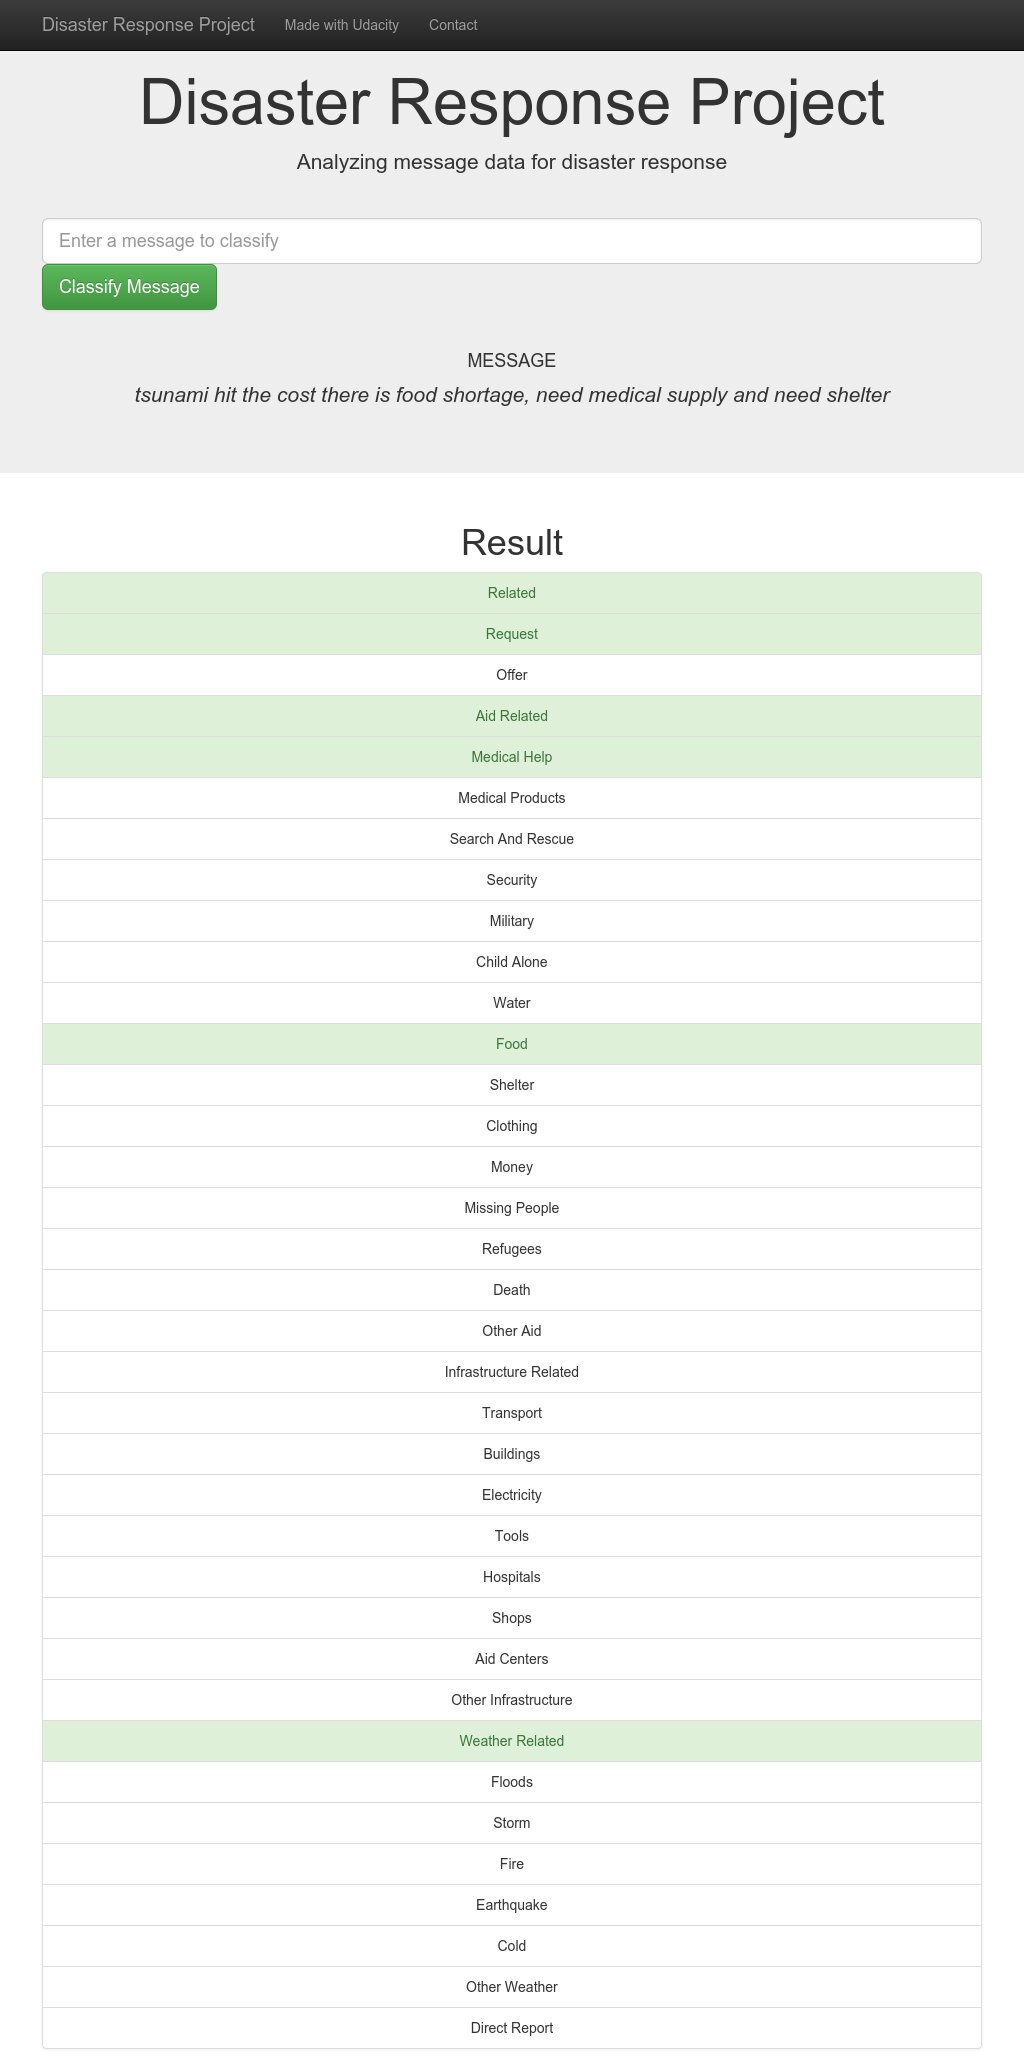 Disaster Response Project Made with Udacity Contact
Disaster Response Project
Analyzing message data for disaster response
Enter a message to classify
Classify Message
MESSAGE
tsunami hit the cost there is food shortage, need medical supply and need shelter
Result
Related
Request
Offer
Aid Related
Medical Help
Medical Products
Search And Rescue
Security
Military
Child Alone
Water
Food
Shelter
Clothing
Money
Missing People
Refugees
Death
Other Aid
Infrastructure Related
Transport
Buildings
Electricity
Tools
Hospitals
Shops
Aid Centers
Other Infrastructure
Weather Related
Floods
Storm
Fire
Earthquake
Cold
Other Weather
Direct Report